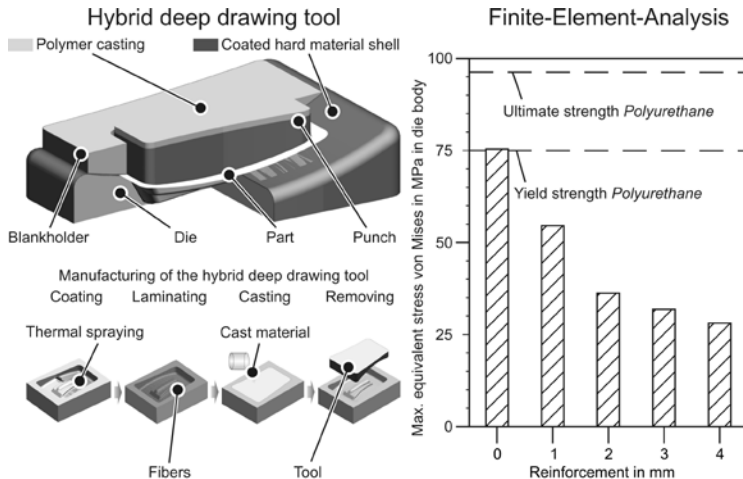 Hybrid deep drawing tool
Polymer casting
Coated hard material shell
Blankholder
Die
Part
Punch
Manufacturing of the hybrid deep drawing tool
Coating
Laminating
Casting
Removing
Thermal spraying
Cast material
Fibers
Tool
Finite-Element-Analysis
Max. equivalent stress von Mises in MPa in die body
100
75
50
25
0
Ultimate strength Polyurethane
Yield strength Polyurethane
0
1
2
3
4
Reinforcement in mm